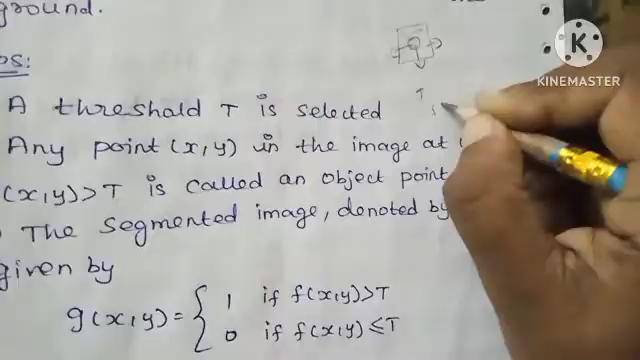 ground.
ps:
KINEMASTER
A threshold T is selected
T
Any point (x,y) in the image at
(x,y)>T is called an object point
The segmented image, denoted by
given by
g(x,y)= { 1 if f(x,y)>T
0 if f(x,y)≤T